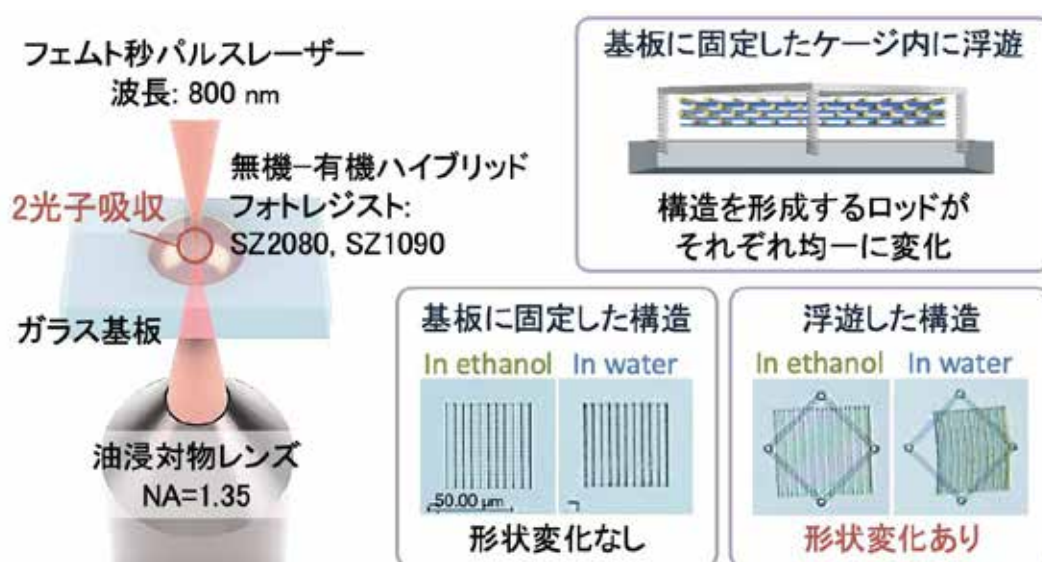 フェムト秒パルスレーザー
波長: 800 nm
2光子吸収
無機−有機ハイブリッド
フォトレジスト:
SZ2080, SZ1090
ガラス基板
油浸対物レンズ
NA=1.35
基板に固定したケージ内に浮遊
構造を形成するロッドが
それぞれ均一に変化
基板に固定した構造
In ethanol In water
50.00 μm
形状変化なし
浮遊した構造
In ethanol In water
形状変化あり